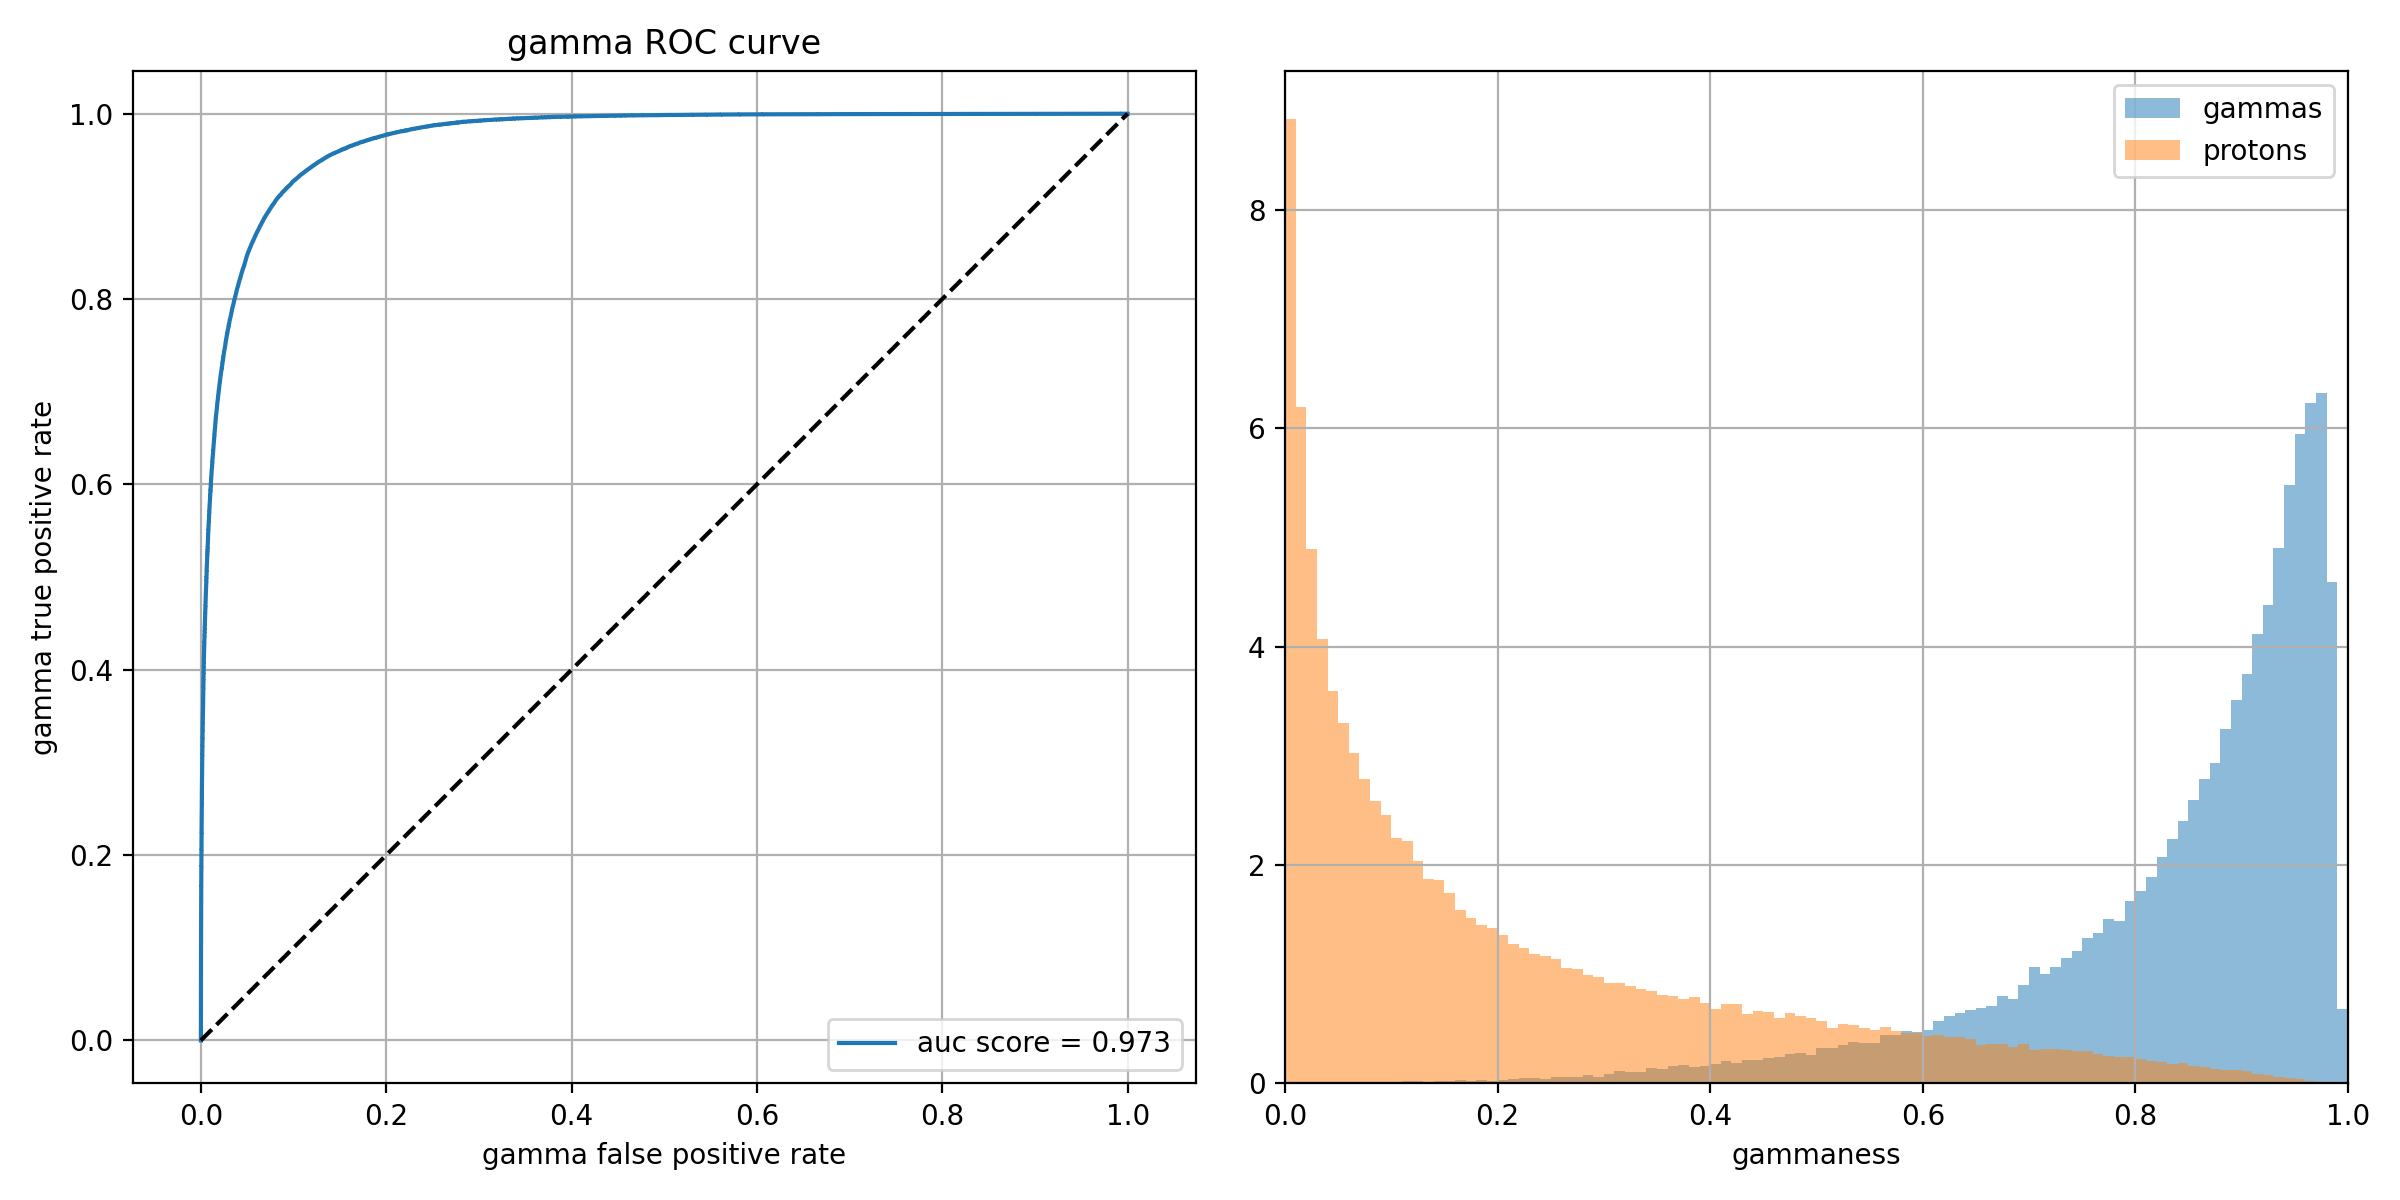 gamma ROC curve
gamma true positive rate
1.0
0.8
0.6
0.4
0.2
0.0
auc score = 0.973
0.0 0.2 0.4 0.6 0.8 1.0
gamma false positive rate
gammas
protons
8
6
4
2
0
0.0 0.2 0.4 0.6 0.8 1.0
gammaness